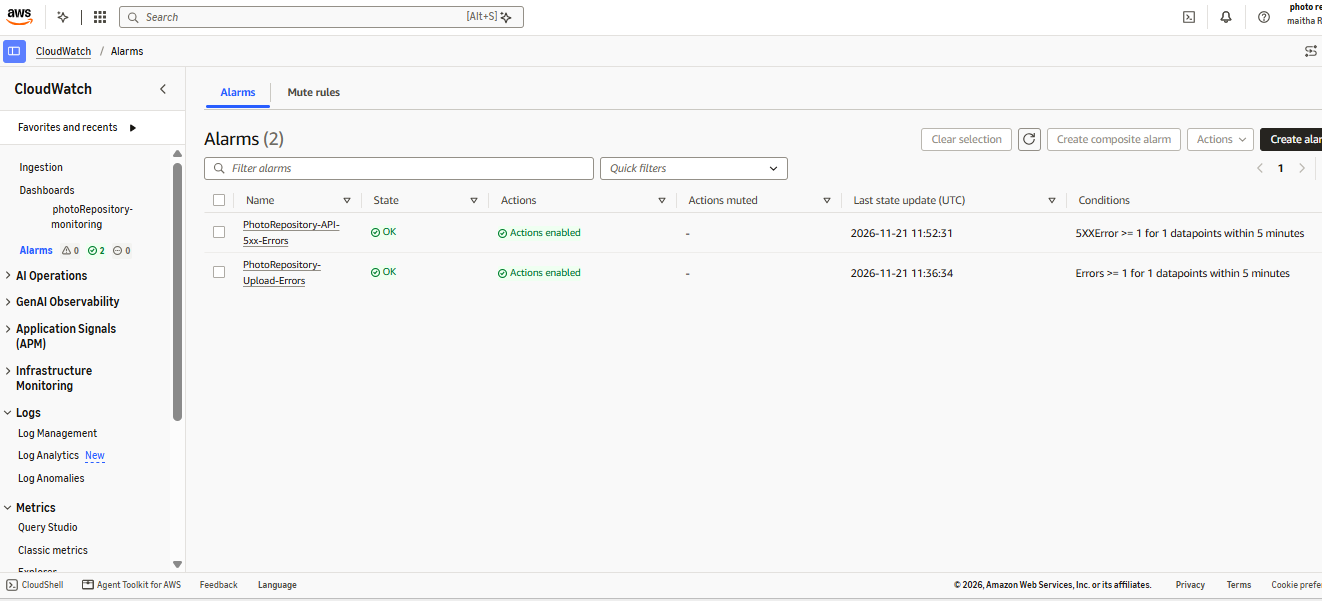 aws
Search [Alt+S]
photo re
maitha R
CloudWatch / Alarms
CloudWatch
Favorites and recents
Ingestion
Dashboards
photoRepository-
monitoring
Alarms 0 2 0
AI Operations
GenAI Observability
Application Signals
(APM)
Infrastructure
Monitoring
Logs
Log Management
Log Analytics New
Log Anomalies
Metrics
Query Studio
Classic metrics
Explorer
Alarms Mute rules
Alarms (2)
Clear selection Create composite alarm Actions Create alar
Filter alarms Quick filters 1
Name State Actions Actions muted Last state update (UTC) Conditions
PhotoRepository-API-
5xx-Errors OK Actions enabled - 2026-11-21 11:52:31 5XXError >= 1 for 1 datapoints within 5 minutes
PhotoRepository-
Upload-Errors OK Actions enabled - 2026-11-21 11:36:34 Errors >= 1 for 1 datapoints within 5 minutes
CloudShell Agent Toolkit for AWS Feedback Language © 2026, Amazon Web Services, Inc. or its affiliates. Privacy Terms Cookie prefe